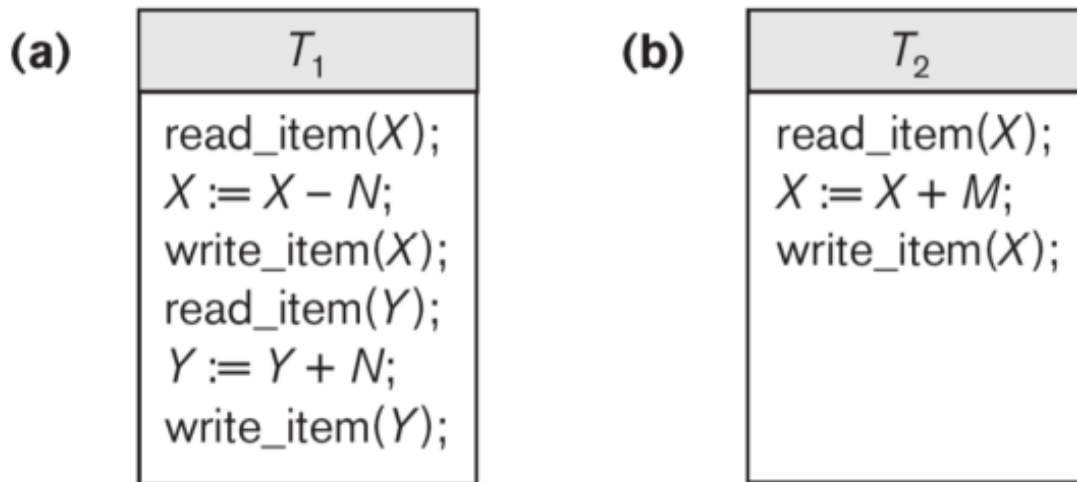 (a)
T₁
read_item(X);
X := X – N;
write_item(X);
read_item(Y);
Y := Y + N;
write_item(Y);
(b)
T₂
read_item(X);
X := X + M;
write_item(X);